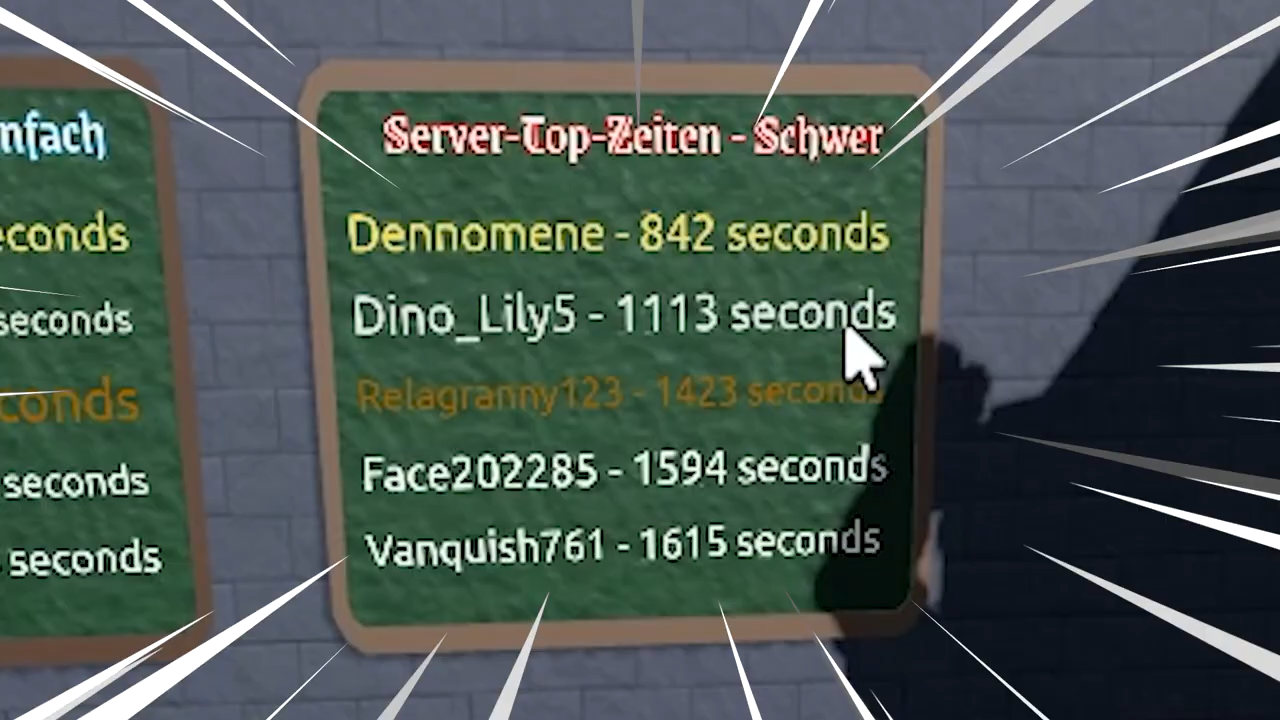 nfach
econds
seconds
conds
seconds
seconds
Server-Top-Zeiten - Schwer
Dennomene - 842 seconds
Dino_Lily5 - 1113 seconds
Relagranny123 - 1423 seconds
Face202285 - 1594 seconds
Vanquish761 - 1615 seconds